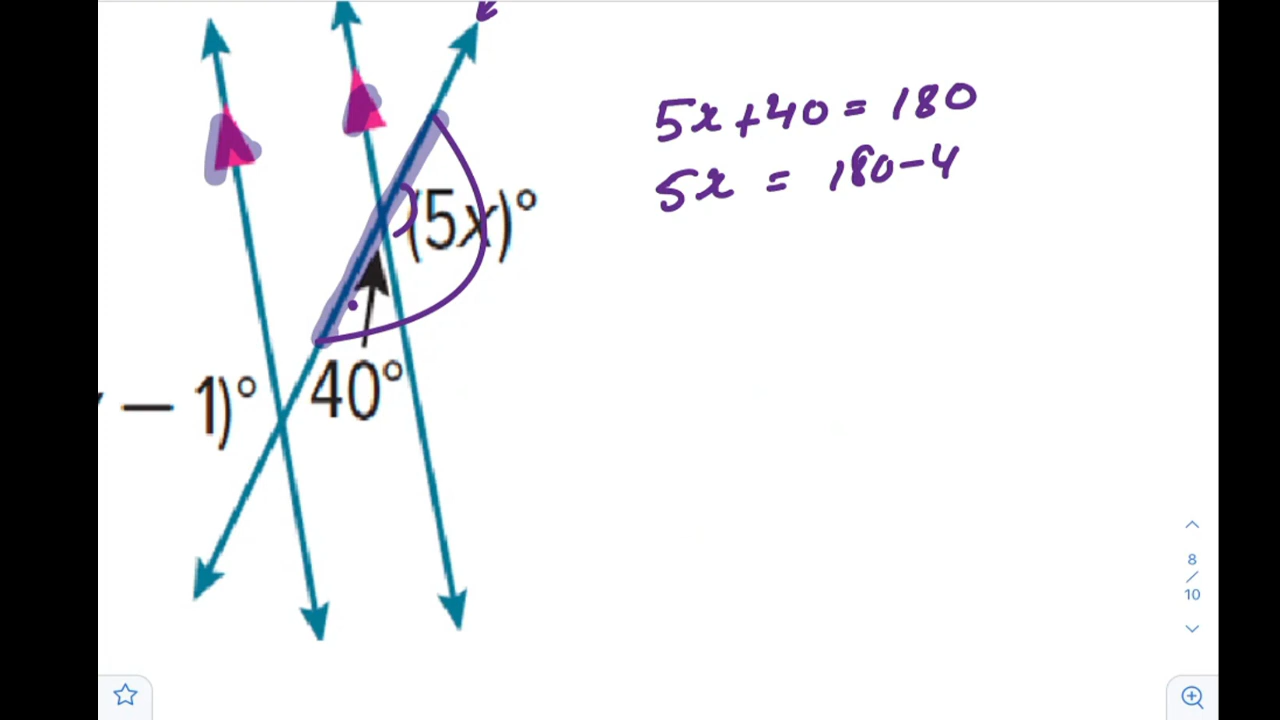 5x + 40 = 180
5x = 180 - 4
(5x)°
40°
– 1)°
8
/
10